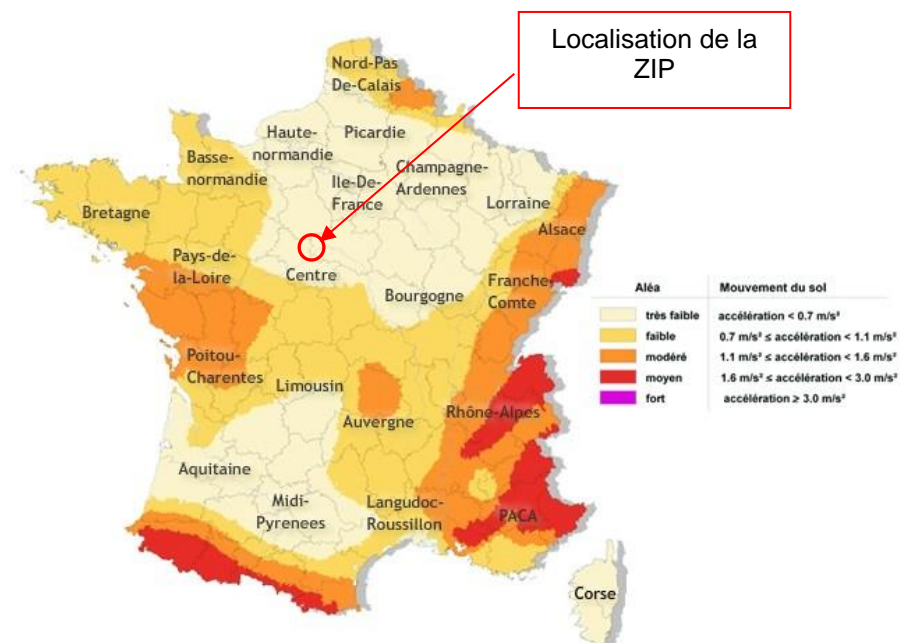 Localisation de la
ZIP
Nord-Pas
De-Calais
Haute-
normandie
Picardie
Basse-
normandie
Champagne-
Ardennes
Ile-De-
France
Lorraine
Bretagne
Alsace
Pays-de-
la-Loire
Centre
Franche-
Comte
Bourgogne
Poitou-
Charentes
Limousin
Auvergne
Rhône-Alpes
Aquitaine
Midi-
Pyrenees
Langudoc-
Roussillon
PACA
Corse
Aléa Mouvement du sol
très faible accélération < 0.7 m/s²
faible 0.7 m/s² ≤ accélération < 1.1 m/s²
modéré 1.1 m/s² ≤ accélération < 1.6 m/s²
moyen 1.6 m/s² ≤ accélération < 3.0 m/s²
fort accélération ≥ 3.0 m/s²